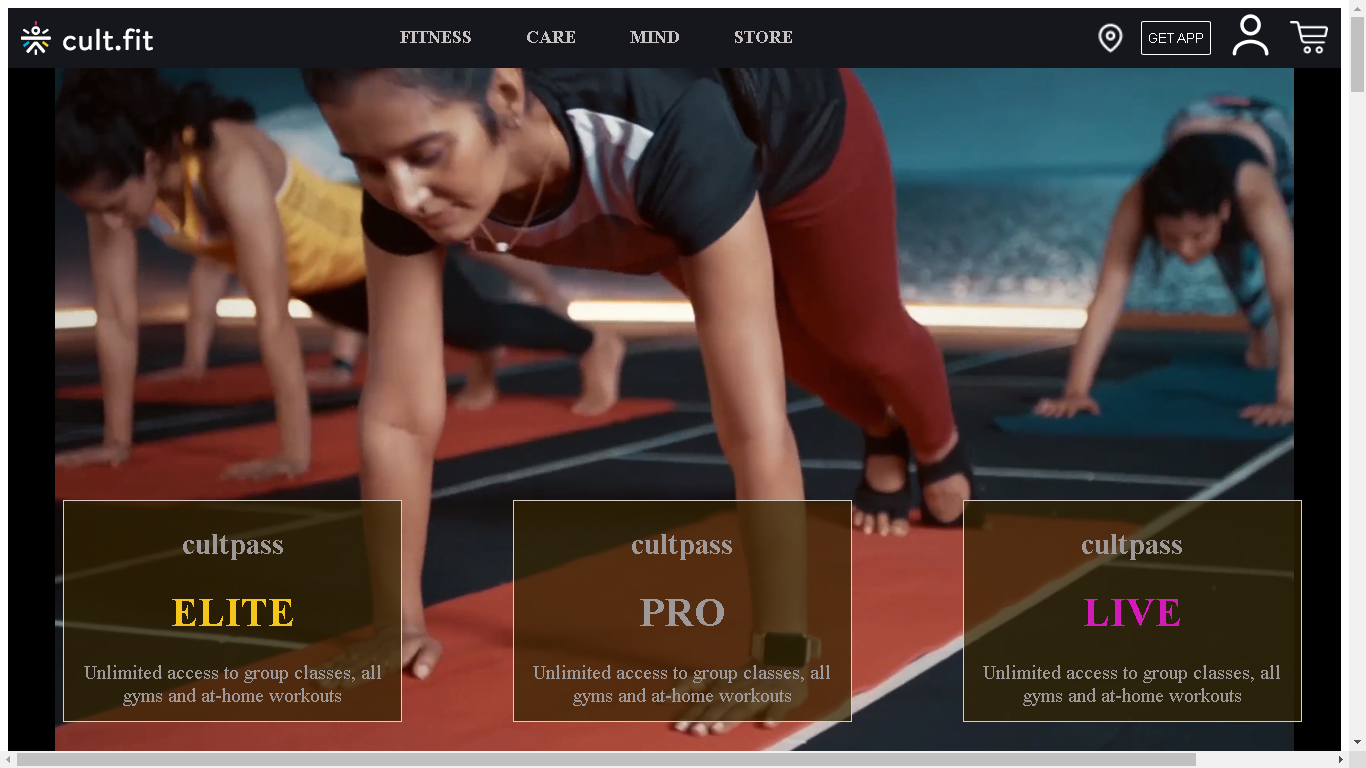 cult.fit
FITNESS
CARE
MIND
STORE
GET APP
cultpass
ELITE
Unlimited access to group classes, all
gyms and at-home workouts
cultpass
PRO
Unlimited access to group classes, all
gyms and at-home workouts
cultpass
LIVE
Unlimited access to group classes, all
gyms and at-home workouts